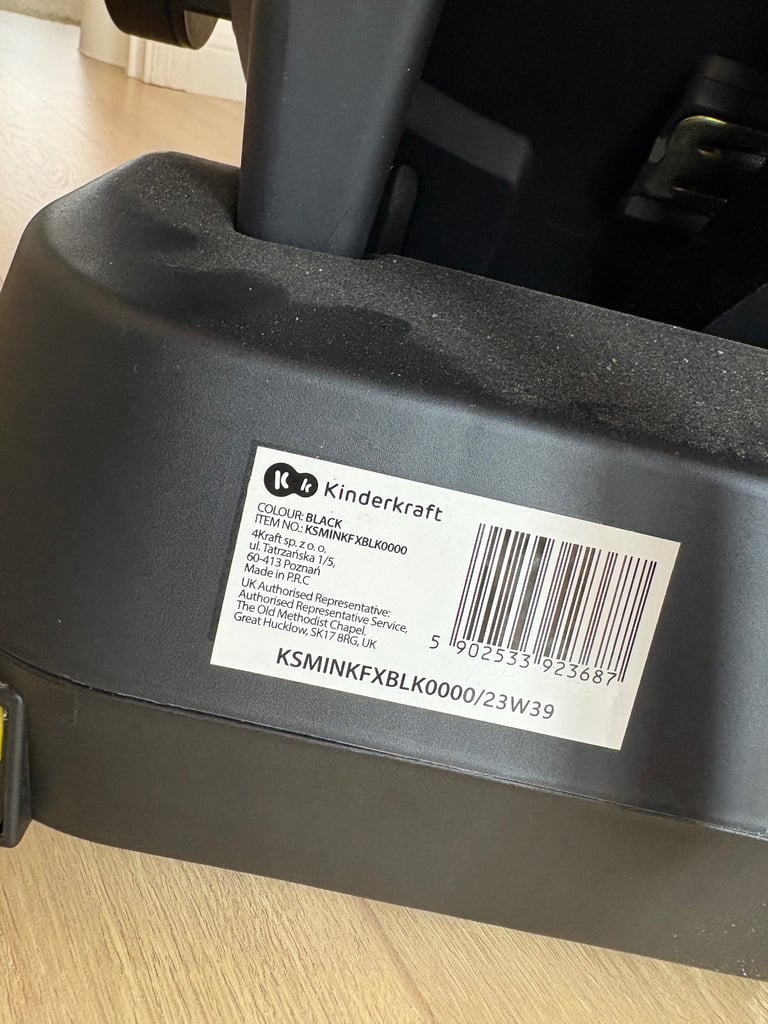 Kinderkraft
COLOUR: BLACK
ITEM NO.: KSMINKFXBLK0000
4Kraft sp. z o. o.
ul. Tatrzańska 1/5,
60-413 Poznań
Made in P.R.C
UK Authorised Representative:
Authorised Representative Service,
The Old Methodist Chapel,
Great Hucklow, SK17 8RG, UK
5 902533 923687
KSMINKFXBLK0000/23W39